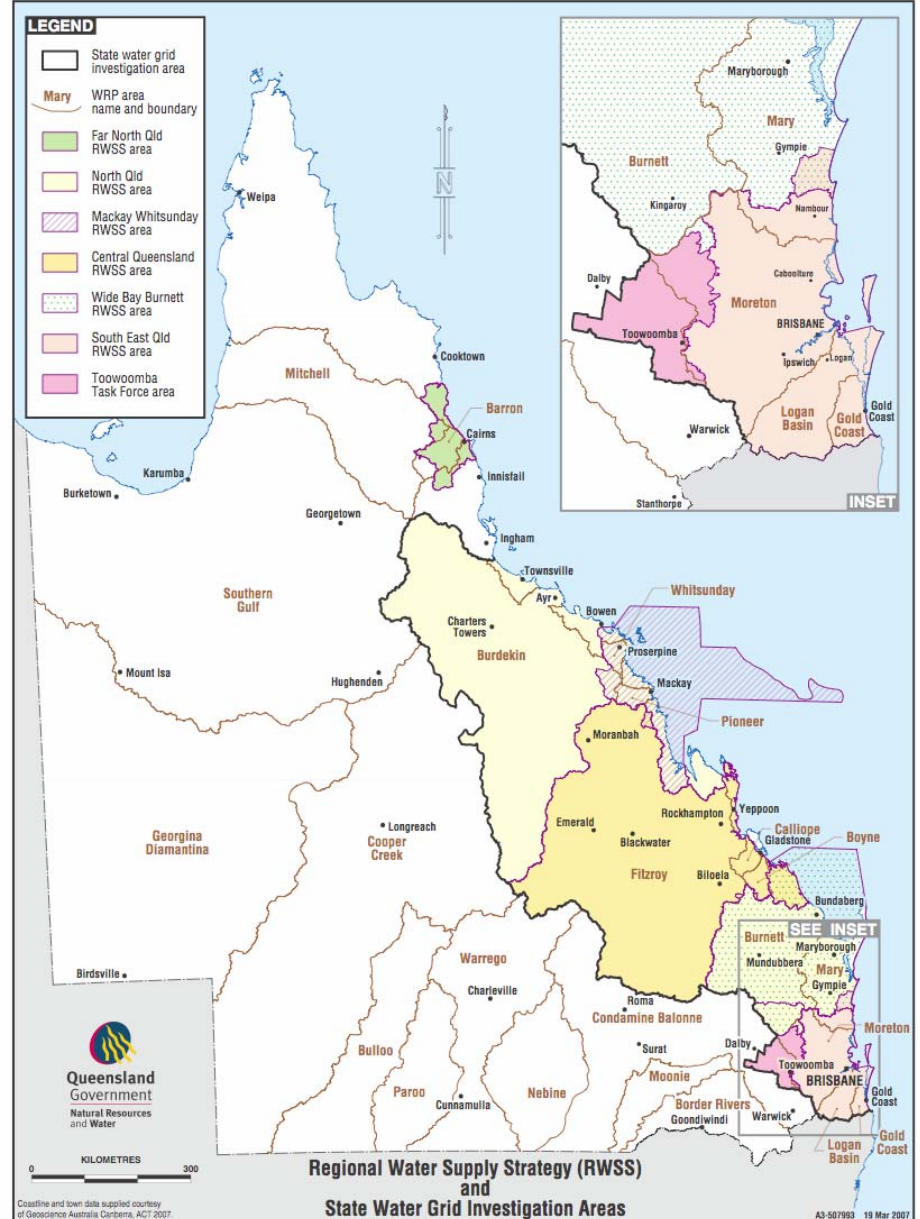 LEGEND
State water grid
investigation area
Mary
WRP area
name and boundary
Far North Qld
RWSS area
North Qld
RWSS area
Mackay Whitsunday
RWSS area
Central Queensland
RWSS area
Wide Bay Burnett
RWSS area
South East Qld
RWSS area
Toowoomba
Task Force area
N
Weipa
Cooktown
Mitchell
Barron
Cairns
Karumba
Innisfail
Burketown
Georgetown
Ingham
Townsville
Southern
Gulf
Whitsunday
Ayr
Bowen
Charters
Towers
Burdekin
Proserpine
Mount Isa
Hughenden
Mackay
Pioneer
Moranbah
Georgina
Diamantina
Longreach
Cooper
Creek
Emerald
Blackwater
Rockhampton
Yeppoon
Calliope
Gladstone
Boyne
Fitzroy
Biloela
Bundaberg
SEE INSET
Burnett
Maryborough
Mundubbera
Mary
Gympie
Birdsville
Warrego
Charleville
Roma
Condamine Balonne
Moreton
Dalby
Surat
Bulloo
Toowoomba
BRISBANE
Paroo
Nebine
Moonie
Gold
Coast
Cunnamulla
Border Rivers
Warwick
Goondiwindi
Logan
Basin
Gold
Coast
Maryborough
Mary
Gympie
Burnett
Kingaroy
Nambour
Dalby
Caboolture
Moreton
BRISBANE
Toowoomba
Ipswich
Logan
Logan
Basin
Gold
Coast
Gold
Coast
Warwick
Stanthorpe
INSET
Queensland
Government
Natural Resources
and Water
KILOMETRES
0
300
Coastline and town data supplied courtesy
of Geoscience Australia Canberra, ACT 2007.
Regional Water Supply Strategy (RWSS)
and
State Water Grid Investigation Areas
A3-507993 19 Mar 2007